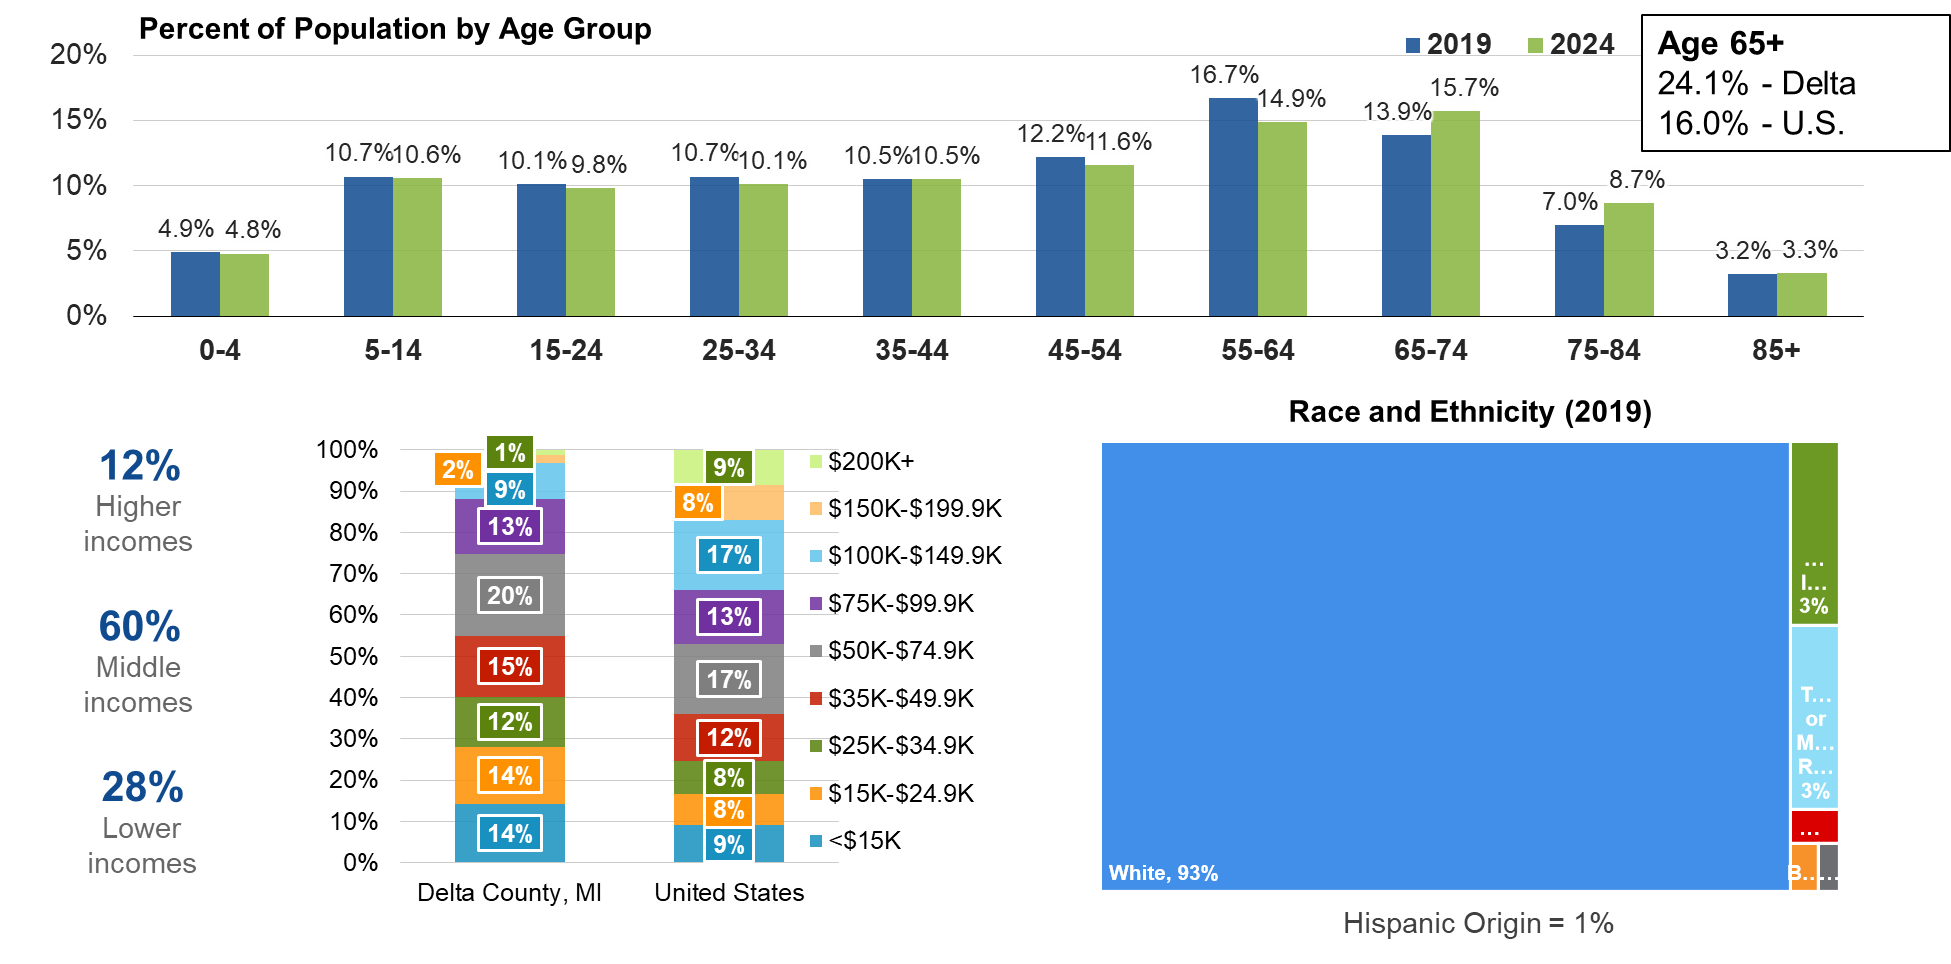 Percent of Population by Age Group
2019 2024
Age 65+
24.1% - Delta
16.0% - U.S.
20%
15%
10%
5%
0%
4.9% 4.8%
10.7% 10.6%
10.1% 9.8%
10.7% 10.1%
10.5% 10.5%
12.2% 11.6%
16.7% 14.9%
13.9% 15.7%
7.0% 8.7%
3.2% 3.3%
0-4 5-14 15-24 25-34 35-44 45-54 55-64 65-74 75-84 85+
12%
Higher
incomes
60%
Middle
incomes
28%
Lower
incomes
100%
90%
80%
70%
60%
50%
40%
30%
20%
10%
0%
1%
2%
9%
13%
20%
15%
12%
14%
14%
9%
8%
17%
13%
17%
12%
8%
8%
9%
Delta County, MI United States
$200K+
$150K-$199.9K
$100K-$149.9K
$75K-$99.9K
$50K-$74.9K
$35K-$49.9K
$25K-$34.9K
$15K-$24.9K
<$15K
Race and Ethnicity (2019)
White, 93%
...
I...
3%
T...
or
M...
R...
3%
...
B... ...
Hispanic Origin = 1%